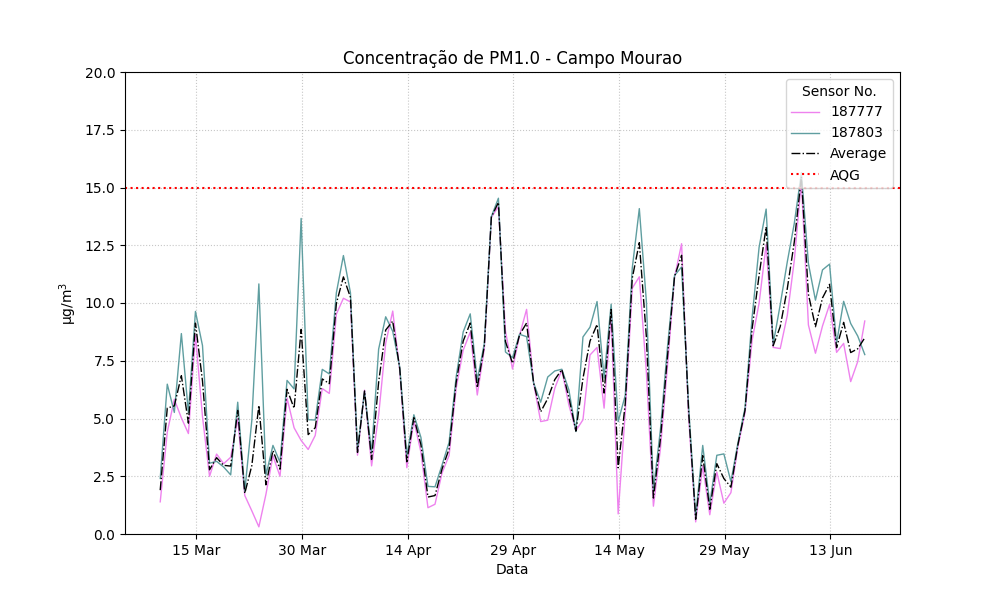 Concentração de PM1.0 - Campo Mourao
20.0
17.5
15.0
12.5
10.0
7.5
5.0
2.5
0.0
µg/m³
Sensor No.
187777
187803
Average
AQG
15 Mar
30 Mar
14 Apr
29 Apr
14 May
29 May
13 Jun
Data